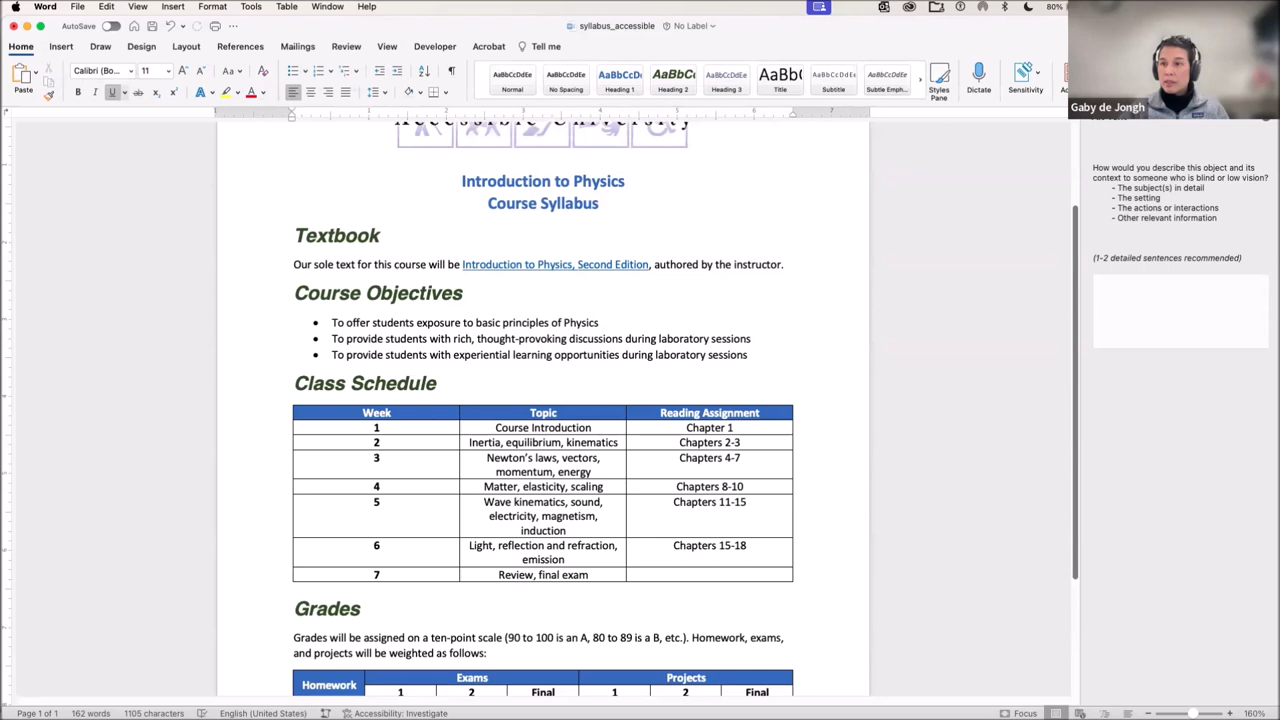 Word File Edit View Insert Format Tools Table Window Help 80%
AutoSave syllabus_accessible No Label
Home Insert Draw Design Layout References Mailings Review View Developer Acrobat Tell me
Paste Calibri (Bo... 11 Aa
AaBbCcDdEe AaBbCcDdEe AaBbCcDc AaBbCc AaBbCcDdEe AaBbC AaBbCcDdEe AaBbCcDdEe
Normal No Spacing Heading 1 Heading 2 Heading 3 Title Subtitle Subtle Emph...
Styles Pane Dictate Sensitivity
Gaby de Jongh
Introduction to Physics
Course Syllabus
Textbook
Our sole text for this course will be Introduction to Physics, Second Edition, authored by the instructor.
Course Objectives
• To offer students exposure to basic principles of Physics
• To provide students with rich, thought-provoking discussions during laboratory sessions
• To provide students with experiential learning opportunities during laboratory sessions
Class Schedule
Week Topic Reading Assignment
1 Course Introduction Chapter 1
2 Inertia, equilibrium, kinematics Chapters 2-3
3 Newton's laws, vectors, Chapters 4-7
momentum, energy
4 Matter, elasticity, scaling Chapters 8-10
5 Wave kinematics, sound, Chapters 11-15
electricity, magnetism,
induction
6 Light, reflection and refraction, Chapters 15-18
emission
7 Review, final exam
Grades
Grades will be assigned on a ten-point scale (90 to 100 is an A, 80 to 89 is a B, etc.). Homework, exams,
and projects will be weighted as follows:
Homework Exams Projects
1 2 Final 1 2 Final
How would you describe this object and its
context to someone who is blind or low vision?
- The subject(s) in detail
- The setting
- The actions or interactions
- Other relevant information
(1-2 detailed sentences recommended)
Page 1 of 1 162 words 1105 characters English (United States) Accessibility: Investigate Focus 160%